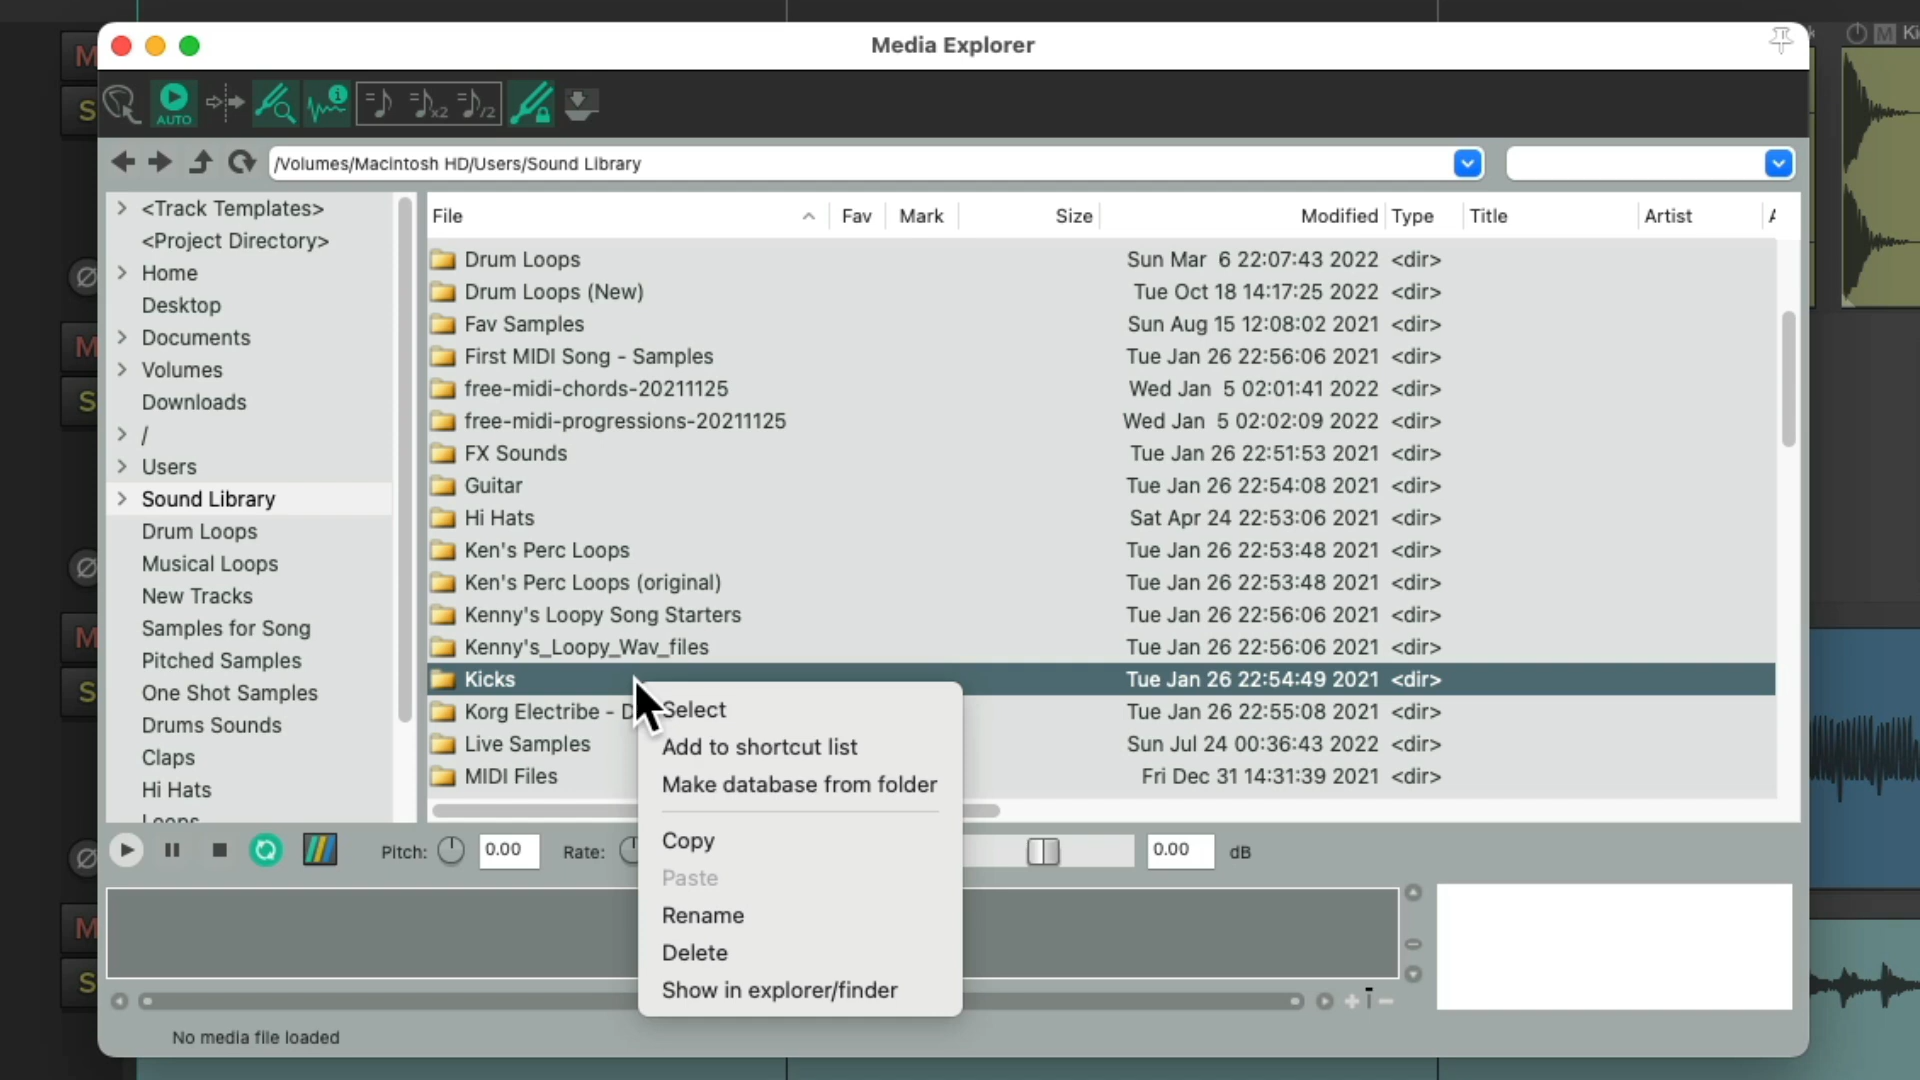 Media Explorer
M Ki
M
S
AUTO
x2 /2
/Volumes/Macintosh HD/Users/Sound Library
<Track Templates>
<Project Directory>
Home
Desktop
Documents
Volumes
Downloads
/
Users
Sound Library
Drum Loops
Musical Loops
New Tracks
Samples for Song
Pitched Samples
One Shot Samples
Drums Sounds
Claps
Hi Hats
Loops
File Fav Mark Size Modified Type Title Artist
Drum Loops Sun Mar 6 22:07:43 2022 <dir>
Drum Loops (New) Tue Oct 18 14:17:25 2022 <dir>
Fav Samples Sun Aug 15 12:08:02 2021 <dir>
First MIDI Song - Samples Tue Jan 26 22:56:06 2021 <dir>
free-midi-chords-20211125 Wed Jan 5 02:01:41 2022 <dir>
free-midi-progressions-20211125 Wed Jan 5 02:02:09 2022 <dir>
FX Sounds Tue Jan 26 22:51:53 2021 <dir>
Guitar Tue Jan 26 22:54:08 2021 <dir>
Hi Hats Sat Apr 24 22:53:06 2021 <dir>
Ken's Perc Loops Tue Jan 26 22:53:48 2021 <dir>
Ken's Perc Loops (original) Tue Jan 26 22:53:48 2021 <dir>
Kenny's Loopy Song Starters Tue Jan 26 22:56:06 2021 <dir>
Kenny's_Loopy_Wav_files Tue Jan 26 22:56:06 2021 <dir>
Kicks Tue Jan 26 22:54:49 2021 <dir>
Korg Electribe - D Tue Jan 26 22:55:08 2021 <dir>
Live Samples Sun Jul 24 00:36:43 2022 <dir>
MIDI Files Fri Dec 31 14:31:39 2021 <dir>
Select
Add to shortcut list
Make database from folder
Copy
Paste
Rename
Delete
Show in explorer/finder
Pitch: 0.00 Rate: 0.00 dB
No media file loaded
M
S
M
S
M
S